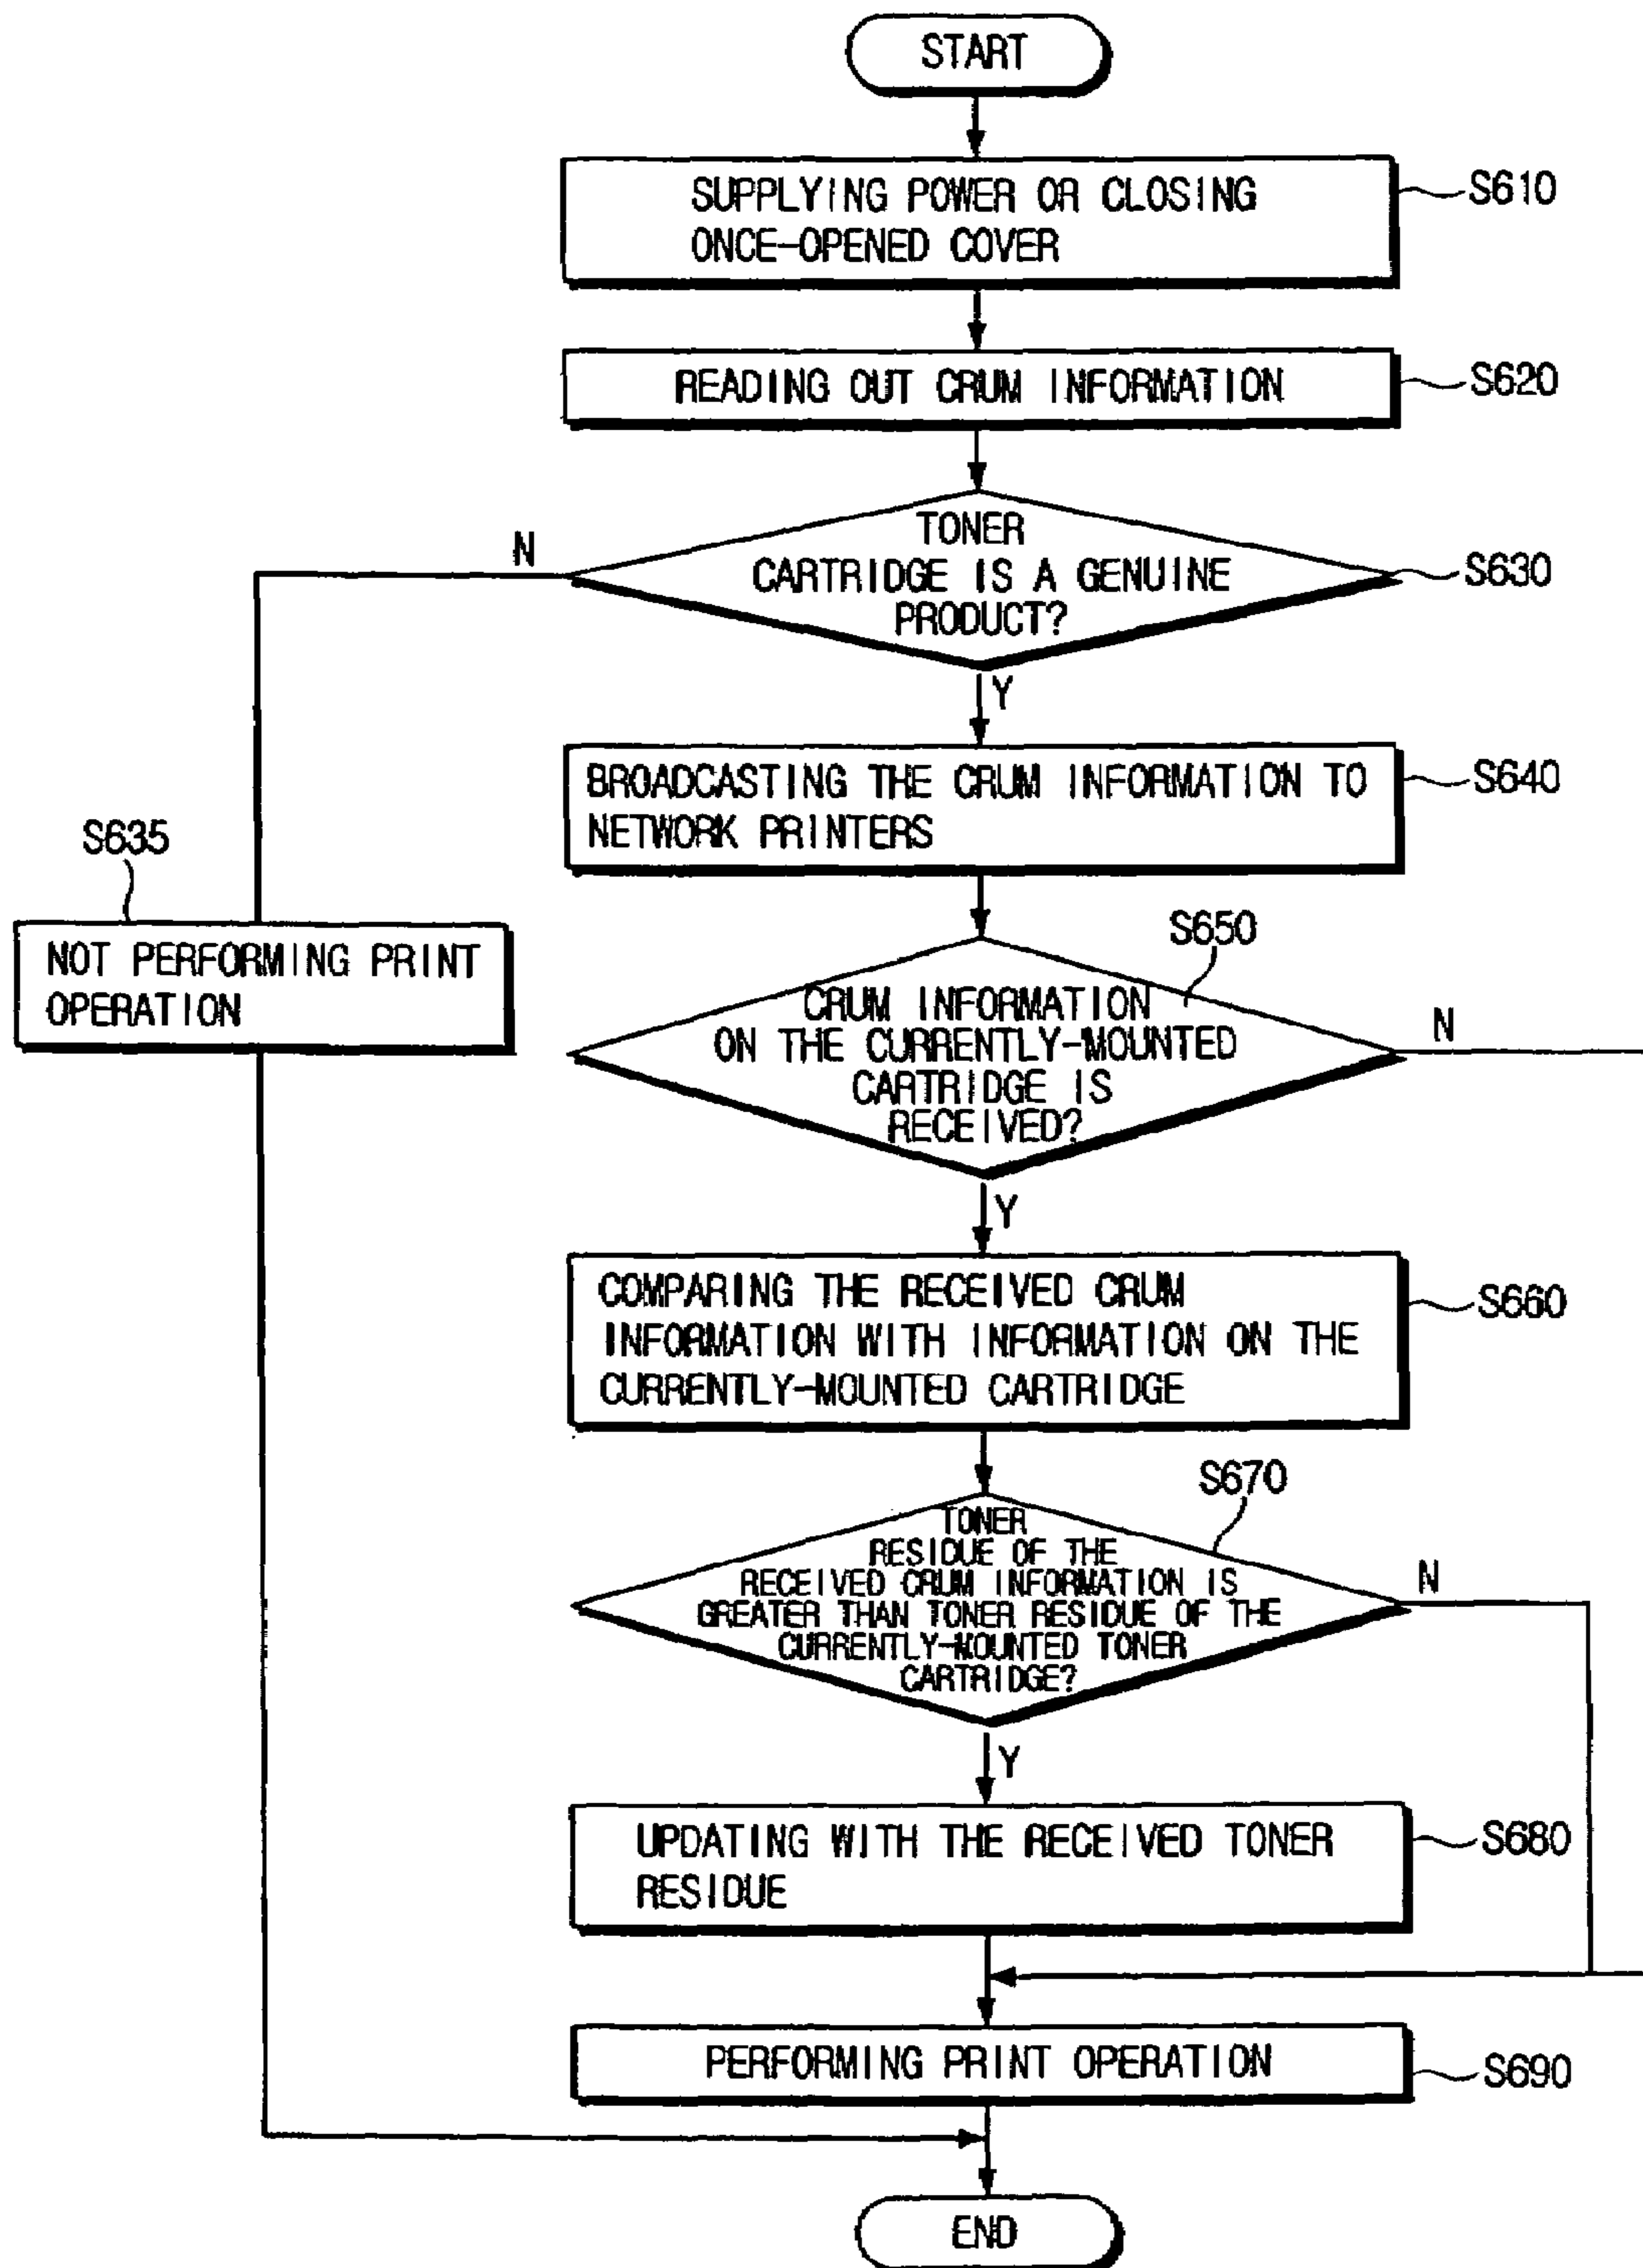 START
SUPPLYING POWER OR CLOSING
ONCE-OPENED COVER
S610
READING OUT CRUM INFORMATION
S620
N
TONER
CARTRIDGE IS A GENUINE
PRODUCT?
S630
Y
BROADCASTING THE CRUM INFORMATION TO
NETWORK PRINTERS
S640
S635
NOT PERFORMING PRINT
OPERATION
S650
CRUM INFORMATION
ON THE CURRENTLY-MOUNTED
CARTRIDGE IS
RECEIVED?
N
Y
COMPARING THE RECEIVED CRUM
INFORMATION WITH INFORMATION ON THE
CURRENTLY-MOUNTED CARTRIDGE
S660
S670
TONER
RESIDUE OF THE
RECEIVED CRUM INFORMATION IS
GREATER THAN TONER RESIDUE OF THE
CURRENTLY-MOUNTED TONER
CARTRIDGE?
N
Y
UPDATING WITH THE RECEIVED TONER
RESIDUE
S680
PERFORMING PRINT OPERATION
S690
END